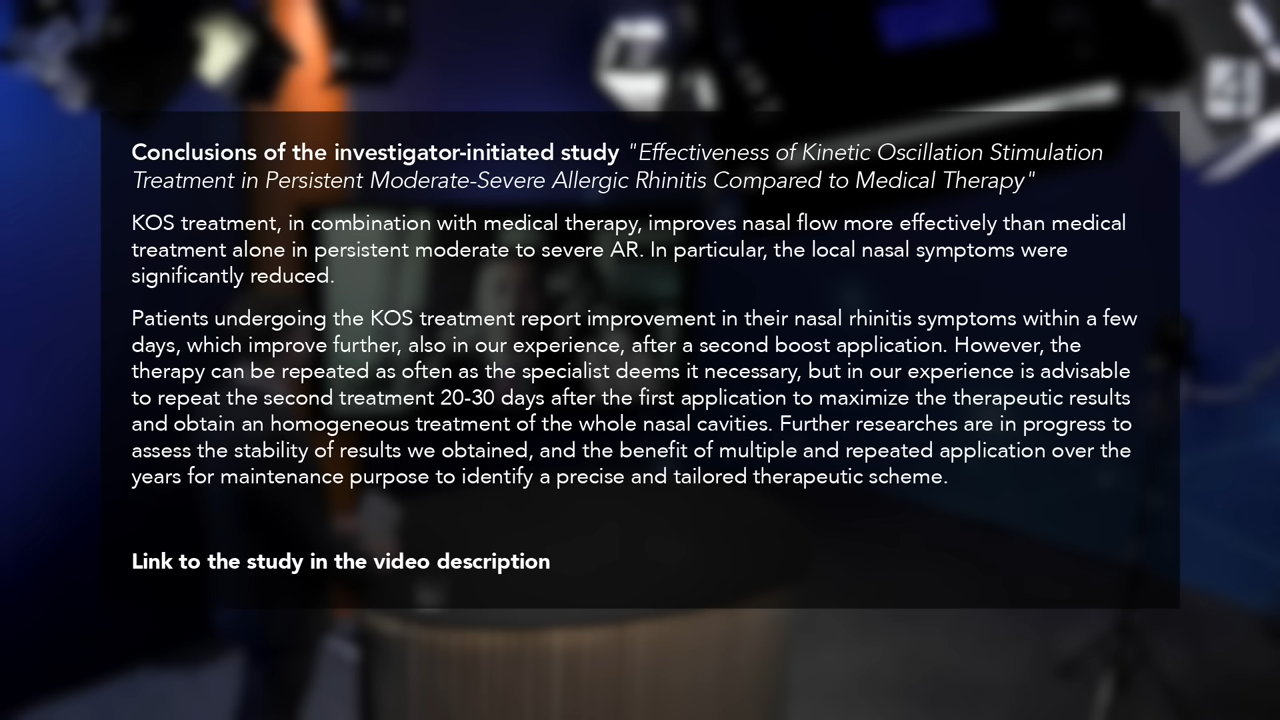 Conclusions of the investigator-initiated study "Effectiveness of Kinetic Oscillation Stimulation
Treatment in Persistent Moderate-Severe Allergic Rhinitis Compared to Medical Therapy"
KOS treatment, in combination with medical therapy, improves nasal flow more effectively than medical
treatment alone in persistent moderate to severe AR. In particular, the local nasal symptoms were
significantly reduced.
Patients undergoing the KOS treatment report improvement in their nasal rhinitis symptoms within a few
days, which improve further, also in our experience, after a second boost application. However, the
therapy can be repeated as often as the specialist deems it necessary, but in our experience is advisable
to repeat the second treatment 20-30 days after the first application to maximize the therapeutic results
and obtain an homogeneous treatment of the whole nasal cavities. Further researches are in progress to
assess the stability of results we obtained, and the benefit of multiple and repeated application over the
years for maintenance purpose to identify a precise and tailored therapeutic scheme.
Link to the study in the video description